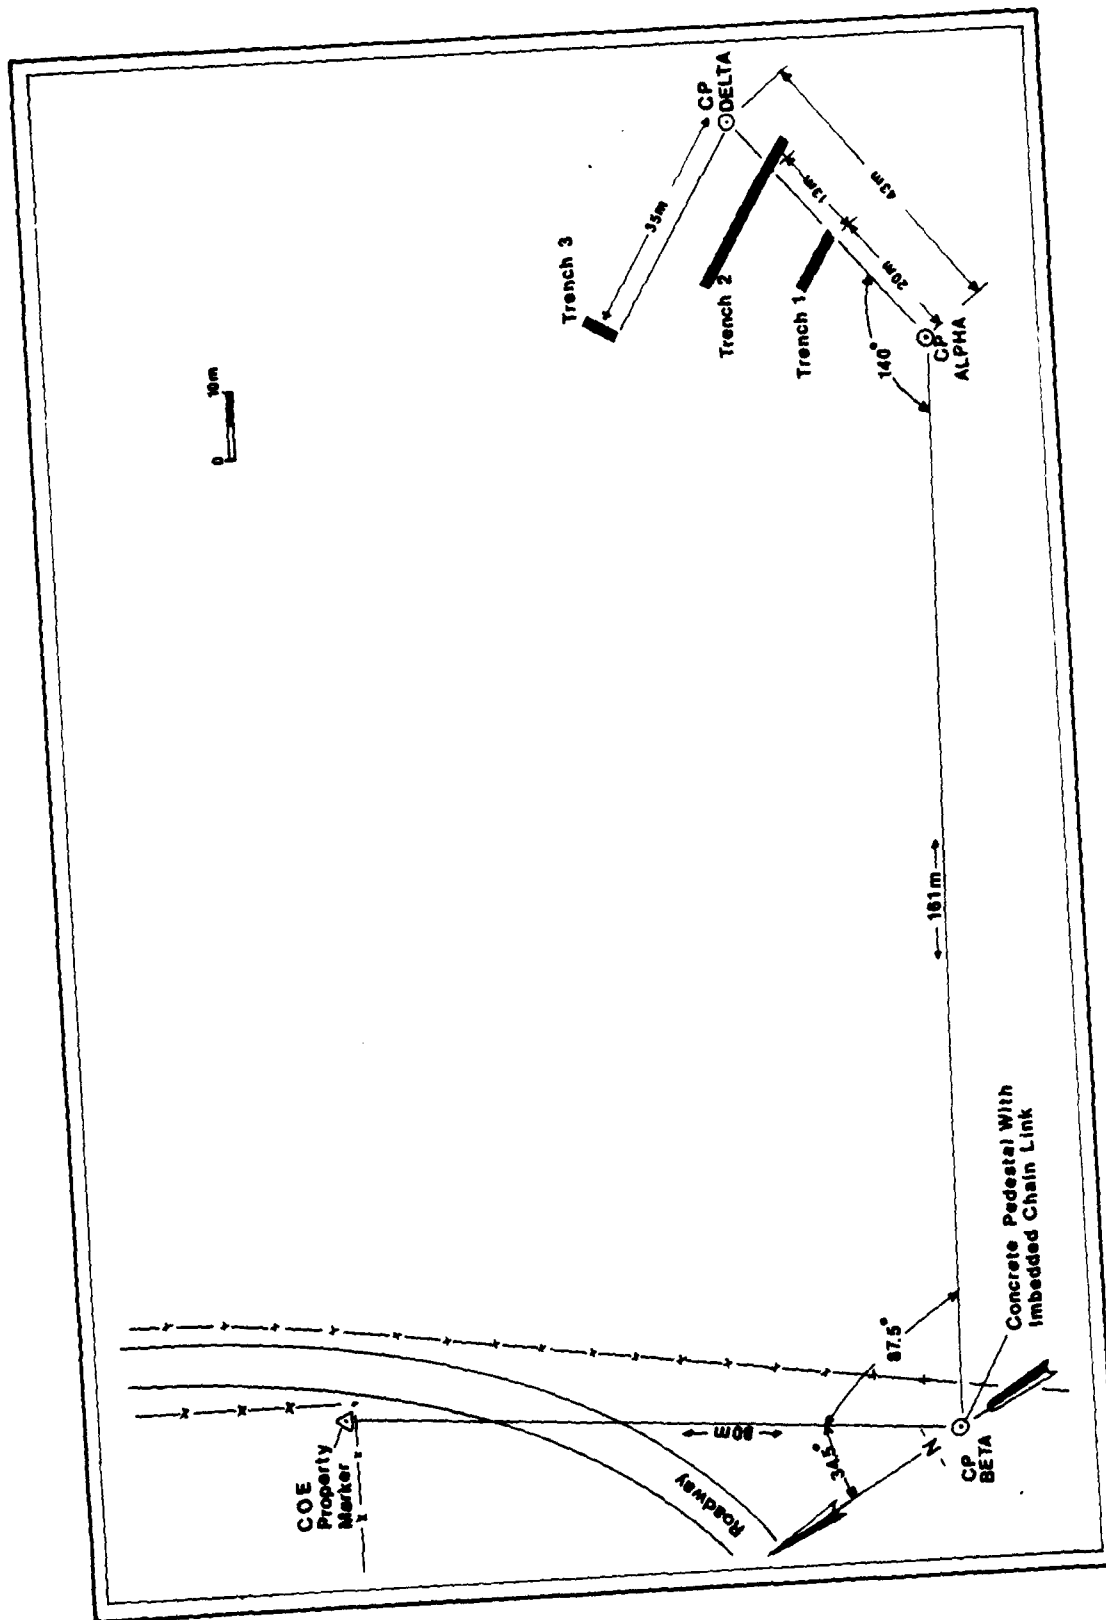 CP
DELTA
35m
43m
13m
20m
Trench 3
Trench 2
Trench 1
140°
CP
ALPHA
0 10m
161m
COE
Property
Marker
87.5°
34.5°
Roadway
N
CP
BETA
Concrete Pedestal With
Imbedded Chain Link